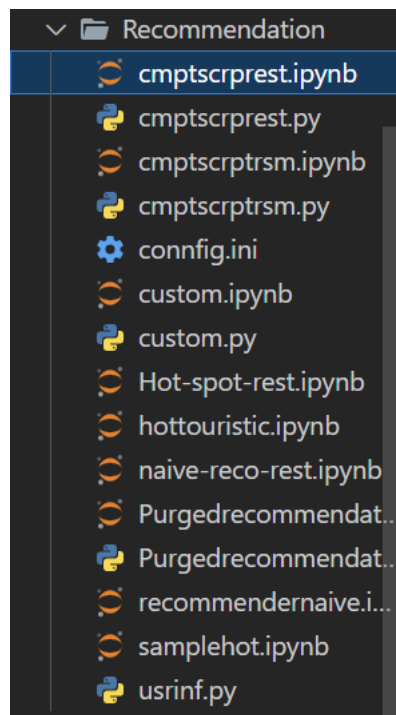 Recommendation
cmptscrprest.ipynb
cmptscrprest.py
cmptscrptrsm.ipynb
cmptscrptrsm.py
connfig.ini
custom.ipynb
custom.py
Hot-spot-rest.ipynb
hottouristic.ipynb
naive-reco-rest.ipynb
Purgedrecommendat...
Purgedrecommendat...
recommendernaive.i...
samplehot.ipynb
usrinf.py